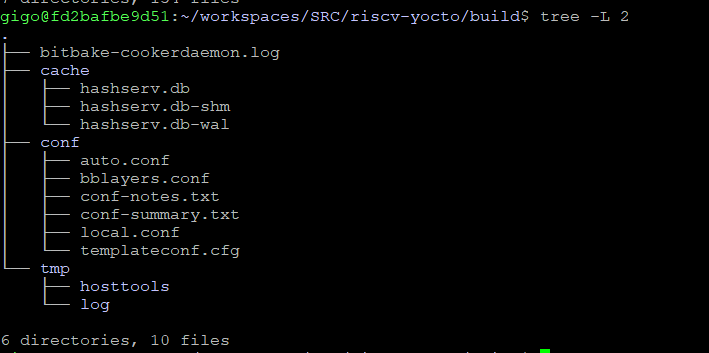 gigo@fd2bafbe9d51:~/workspaces/SRC/riscv-yocto/build$ tree -L 2
.
├── bitbake-cookerdaemon.log
├── cache
│   ├── hashserv.db
│   ├── hashserv.db-shm
│   └── hashserv.db-wal
├── conf
│   ├── auto.conf
│   ├── bblayers.conf
│   ├── conf-notes.txt
│   ├── conf-summary.txt
│   ├── local.conf
│   └── templateconf.cfg
└── tmp
    ├── hosttools
    └── log
6 directories, 10 files